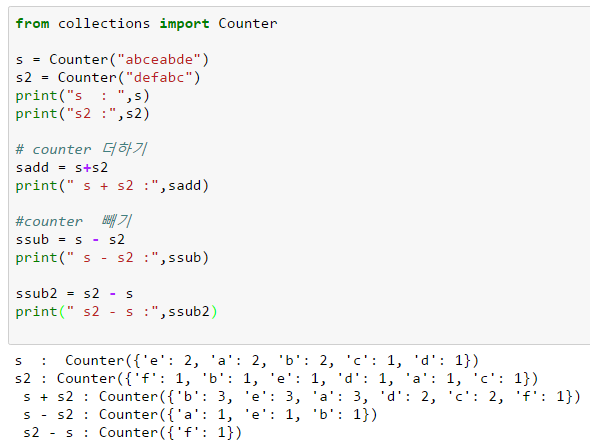 from collections import Counter
s = Counter("abceabde")
s2 = Counter("defabc")
print("s  : ",s)
print("s2 :",s2)
# counter 더하기
sadd = s+s2
print(" s + s2 :",sadd)
#counter  빼기
ssub = s - s2
print(" s - s2 :",ssub)
ssub2 = s2 - s
print(" s2 - s :",ssub2)
s  :  Counter({'e': 2, 'a': 2, 'b': 2, 'c': 1, 'd': 1})
s2 : Counter({'f': 1, 'b': 1, 'e': 1, 'd': 1, 'a': 1, 'c': 1})
 s + s2 : Counter({'b': 3, 'e': 3, 'a': 3, 'd': 2, 'c': 2, 'f': 1})
 s - s2 : Counter({'a': 1, 'e': 1, 'b': 1})
 s2 - s : Counter({'f': 1})